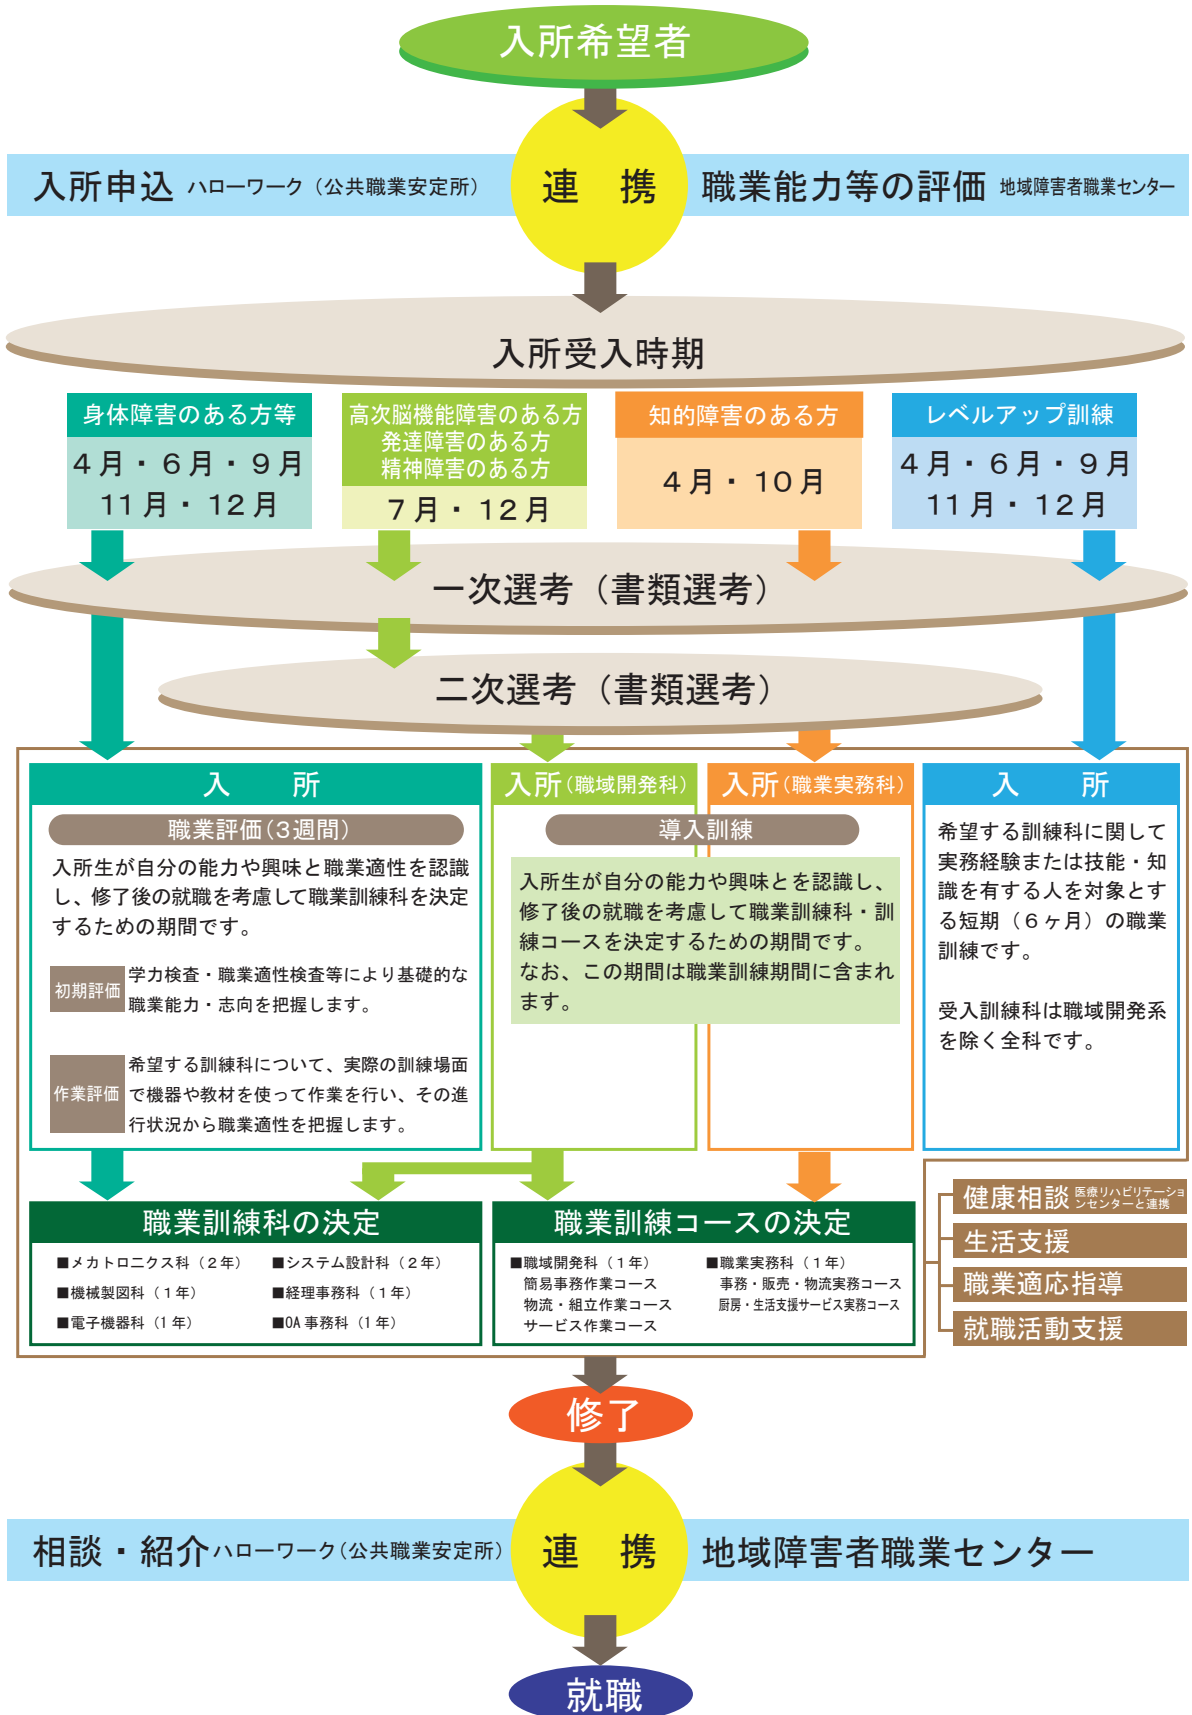 入所希望者
入所申込 ハローワーク（公共職業安定所）
連　携
職業能力等の評価 地域障害者職業センター
入所受入時期
身体障害のある方等
４月・６月・９月
11月・12月
高次脳機能障害のある方
発達障害のある方
精神障害のある方
７月・12月
知的障害のある方
４月・10月
レベルアップ訓練
４月・６月・９月
11月・12月
一次選考（書類選考）
二次選考（書類選考）
入　　所
職業評価（3週間）
入所生が自分の能力や興味と職業適性を認識
し、修了後の就職を考慮して職業訓練科を決定
するための期間です。
初期評価
学力検査・職業適性検査等により基礎的な
職業能力・志向を把握します。
作業評価
希望する訓練科について、実際の訓練場面
で機器や教材を使って作業を行い、その進
行状況から職業適性を把握します。
入所（職域開発科）
入所（職業実務科）
導入訓練
入所生が自分の能力や興味とを認識し、
修了後の就職を考慮して職業訓練科・訓
練コースを決定するための期間です。
なお、この期間は職業訓練期間に含まれ
ます。
入　　所
希望する訓練科に関して
実務経験または技能・知
識を有する人を対象とす
る短期（６ヶ月）の職業
訓練です。
受入訓練科は職域開発系
を除く全科です。
職業訓練科の決定
■メカトロニクス科（２年）
■システム設計科（２年）
■機械製図科（１年）
■経理事務科（１年）
■電子機器科（1年）
■OA事務科（1年）
職業訓練コースの決定
■職域開発科（１年）
簡易事務作業コース
物流・組立作業コース
サービス作業コース
■職業実務科（１年）
事務・販売・物流実務コース
厨房・生活支援サービス実務コース
健康相談 医療リハビリテーショ
ンセンターと連携
生活支援
職業適応指導
就職活動支援
修了
相談・紹介 ハローワーク（公共職業安定所）
連　携
地域障害者職業センター
就職